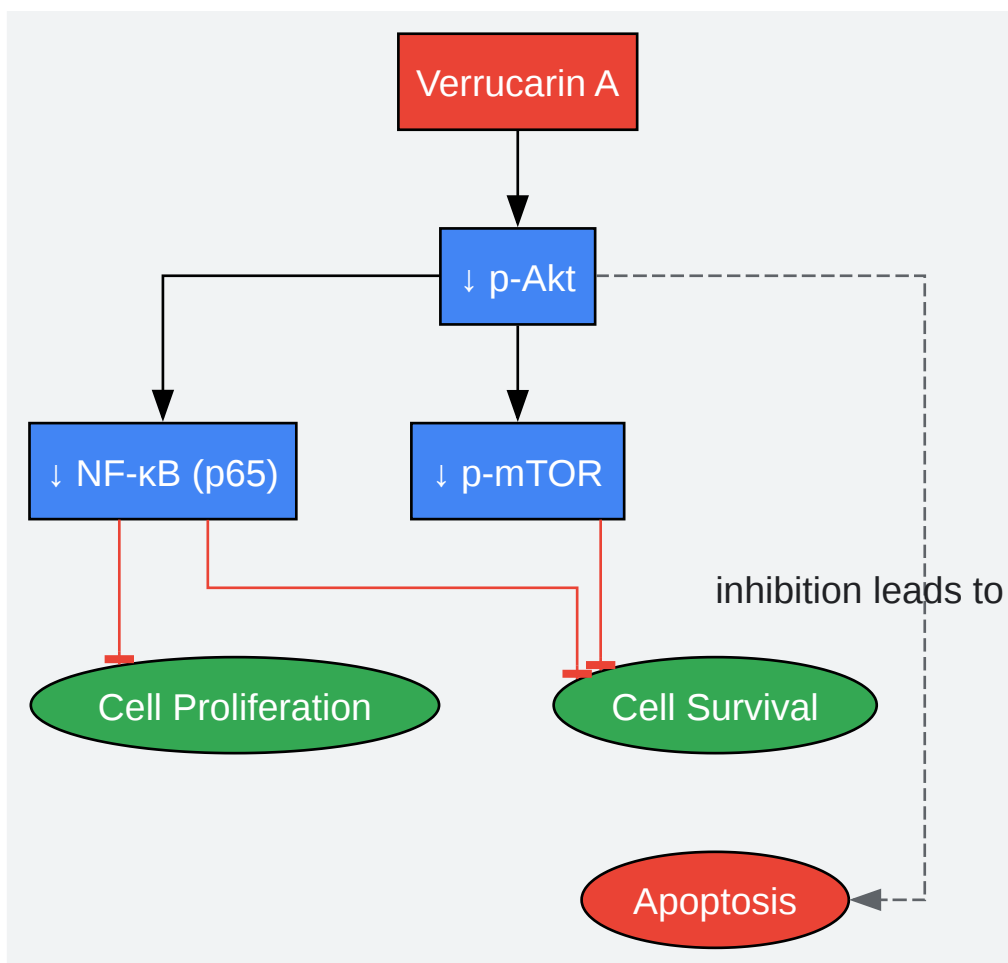 Verrucarin A
↓ p-Akt
↓ NF-κB (p65)
↓ p-mTOR
inhibition leads to
Cell Proliferation
Cell Survival
Apoptosis